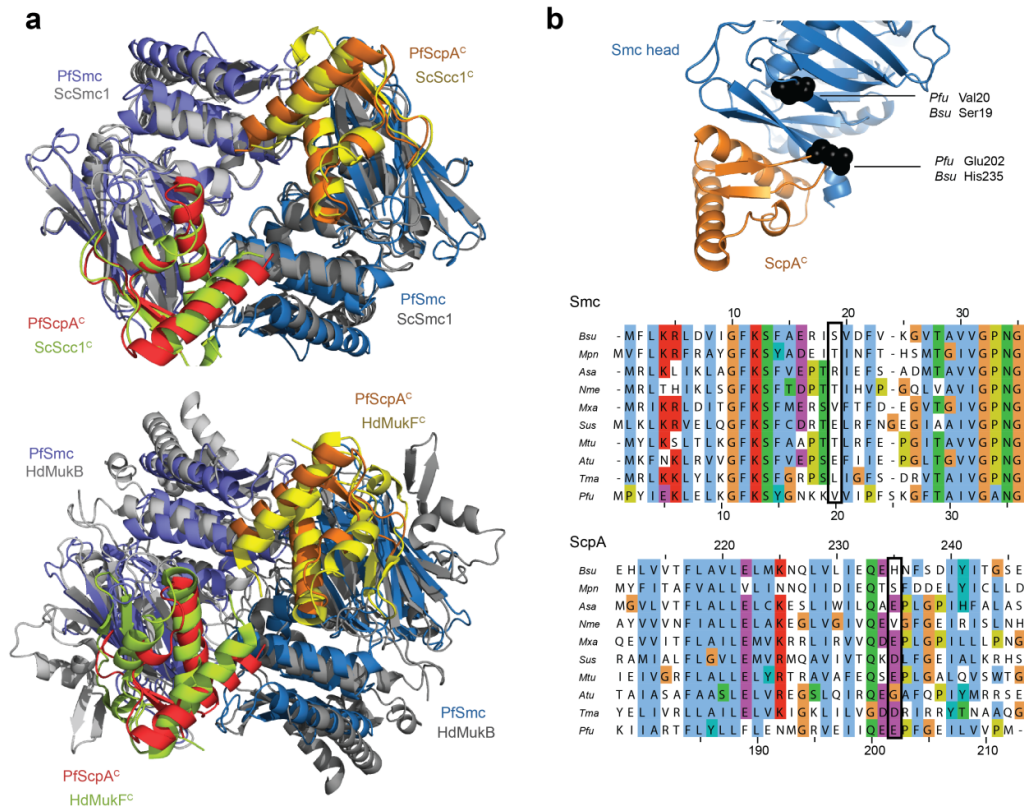 a
PfSmc
ScSmc1
PfScpAC
ScScc1C
PfScpAC
ScScc1C
PfSmc
ScSmc1
PfSmc
HdMukB
PfScpAC
HdMukFC
PfScpAC
HdMukFC
PfSmc
HdMukB
b
Smc head
Pfu Val20
Bsu Ser19
Pfu Glu202
Bsu His235
ScpAC
Smc
10 20 30
Bsu - M F L K R L D V I G F K S F A E R I S V D F V - K G V T A V V G P N G
Mpn M V F L K R F R A Y G F K S Y A D E I T I N F T - H S M T G I V G P N G
Asa - M R L K L I K L A G F K S F V E P T R I E F S - A D M T A V V G P N G
Nme - M R L T H I K L S G F K S F T D P T T I H V P - G Q L V A V I G P N G
Mxa - M R I K R L D I T G F K S F M E R S V F T F D - E G V T G I V G P N G
Sus M L K L K R V E L Q G F K S F C D R T E L R F N G E G I A A I V G P N G
Mtu - M Y L K S L T L K G F K S F A A P T T L R F E - P G I T A V V G P N G
Atu - M K F N K L R V V G F K S F V E P S E F I I E - P G L T G V V G P N G
Tma - M R L K K L Y L K G F K S F G R P S L I G F S - D R V T A I V G P N G
Pfu M P Y I E K L E L K G F K S Y G N K K V V I P F S K G F T A I V G A N G
10 20 30
ScpA
220 230 240
Bsu E H L V V T F L A V L E L M K N Q L V L I E Q E H N F S D I Y I T G S E
Mpn M Y F I T A F V A L L V L I N N Q L V L I E Q T S F D D E L Y I C L L D
Asa M G V L V T F L A L L E L C K E S L I W I L Q A E P L G P I H F A L A S
Nme A Y V V V N F I A V L E L A K E G L V G I V Q E V G F G E I R I S L N H
Mxa Q E V V I T F L A I L E M V K R R L I R V V Q D E P L G P I L L L P N G
Sus R A M I A L F L G V L E M V R M Q A V I V T Q K D L F G E I A L K R H S
Mtu I E I V G R F L A L L E L Y R T R A V A F E Q S E P L G A L Q V S W T G
Atu T A I A S A F A A S L E L V R E G S L Q I R Q E G A F Q P I Y M R R S E
Tma Y E L I V R L L A I L E L V K I G K L I L V G D D R I R R Y T N A A Q G
Pfu K I I A R T F L Y L L F L E N M G R V E I I Q E E P F G E I L V V P M -
190 200 210